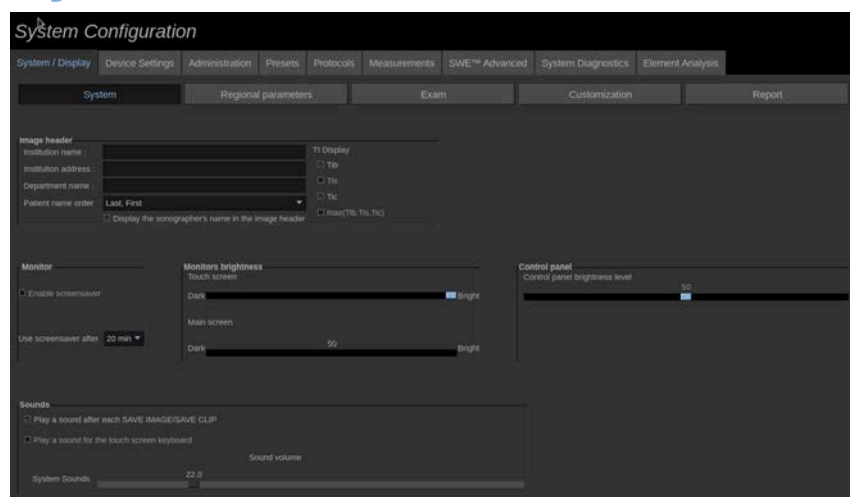 System Configuration
System / Display Device Settings Administration Presets Protocols Measurements SWE™ Advanced System Diagnostics Element Analysis
System Regional parameters Exam Customization Report
Image header
Institution name :
TI Display
Institution address :
Tib
Department name :
Tis
Patient name order Last, First
Tic
Display the sonographer's name in the image header
max(Tib,Tis,Tic)
Monitor
Monitors brightness
Control panel
Touch screen
Control panel brightness level
50
Enable screensaver
Dark Bright
Main screen
Use screensaver after 20 min
50
Dark Bright
Sounds
Play a sound after each SAVE IMAGE/SAVE CLIP
Play a sound for the touch screen keyboard
Sound volume
22.0
System Sounds